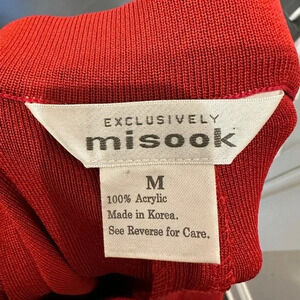 EXCLUSIVELY
misook
M
100% Acrylic
Made in Korea.
See Reverse for Care.